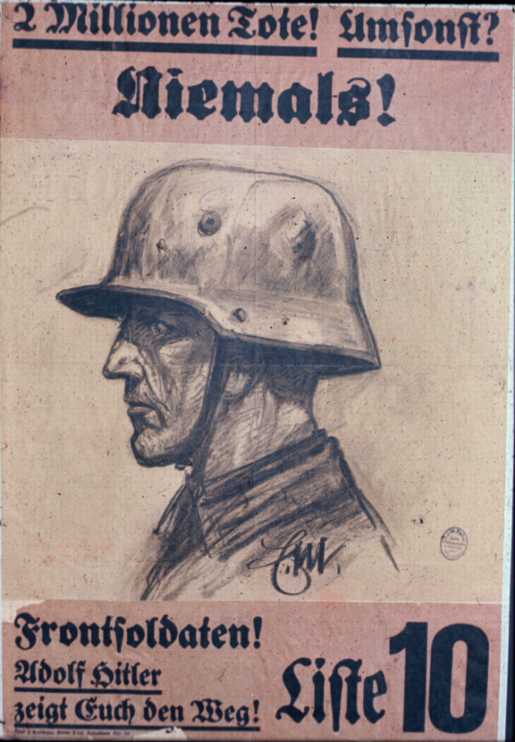 2 Millionen Tote! Umsonſt?
Niemals!
E.M.
Frontſoldaten!
Adolf Hitler
zeigt Euch den Weg!
Liſte 10